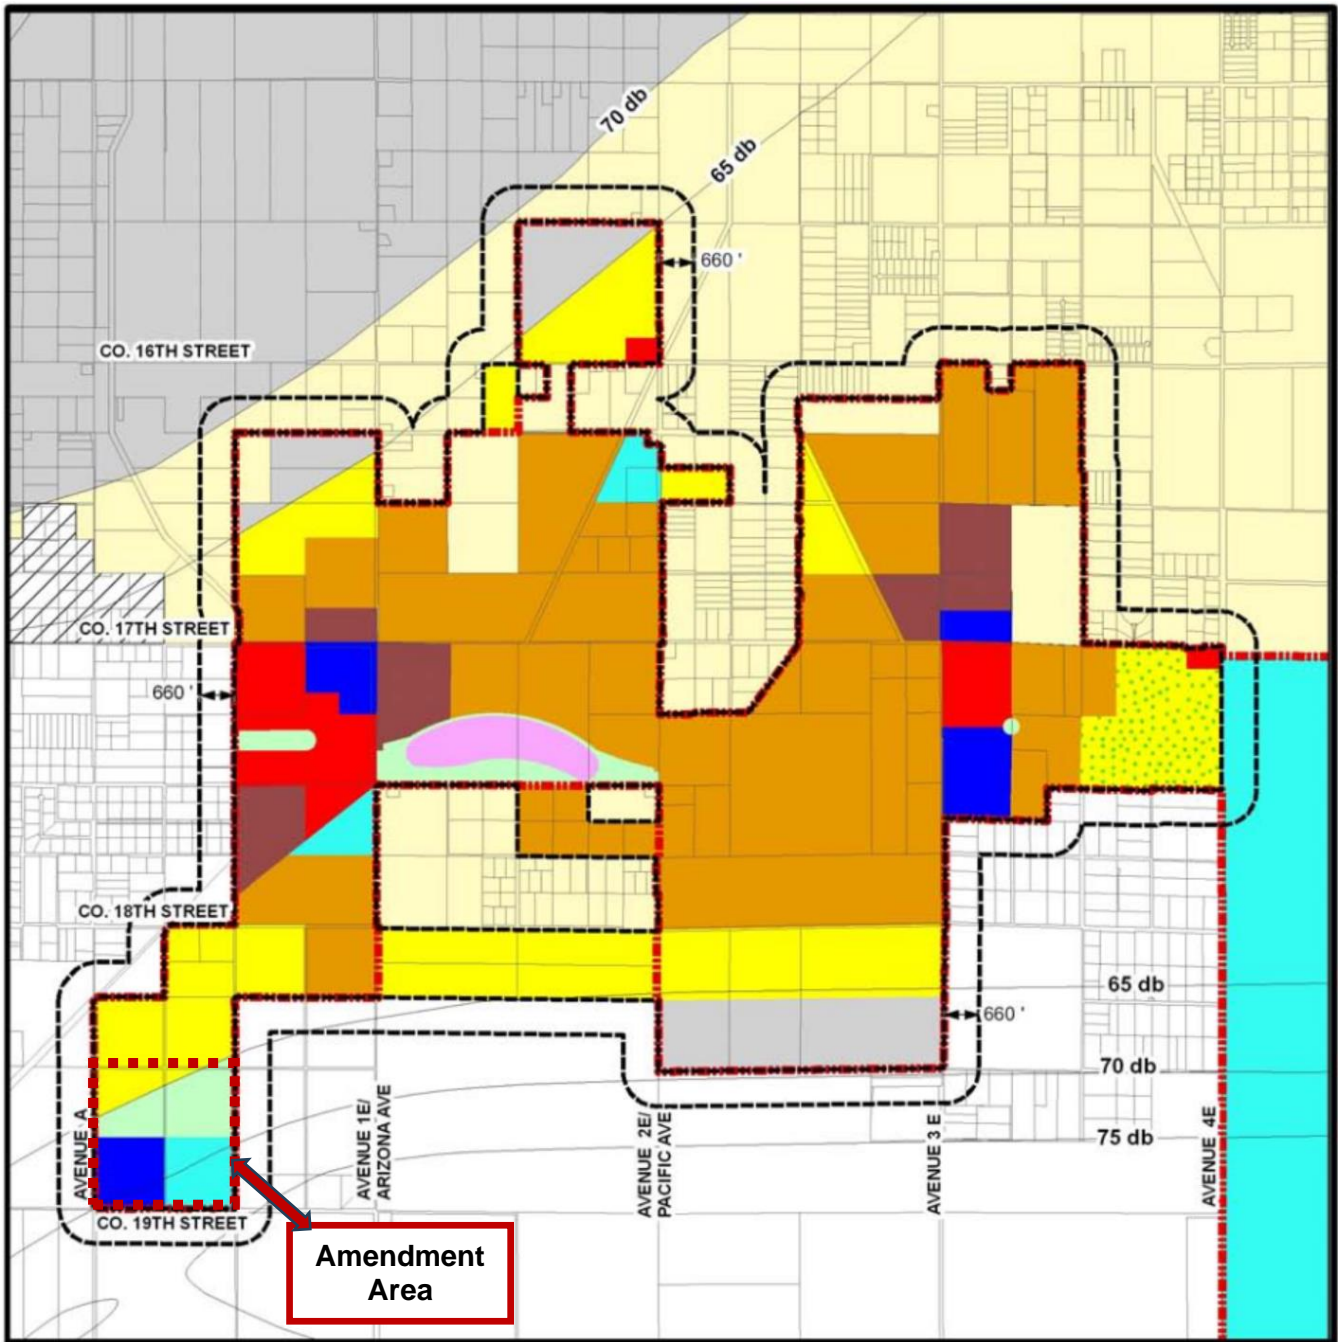 70 db
65 db
660 '
CO. 16TH STREET
CO. 17TH STREET
660 '
CO. 18TH STREET
65 db
660 '
70 db
75 db
AVENUE A
AVENUE 1E/
ARIZONA AVE
AVENUE 2E/
PACIFIC AVE
AVENUE 3 E
AVENUE 4E
CO. 19TH STREET
Amendment
Area